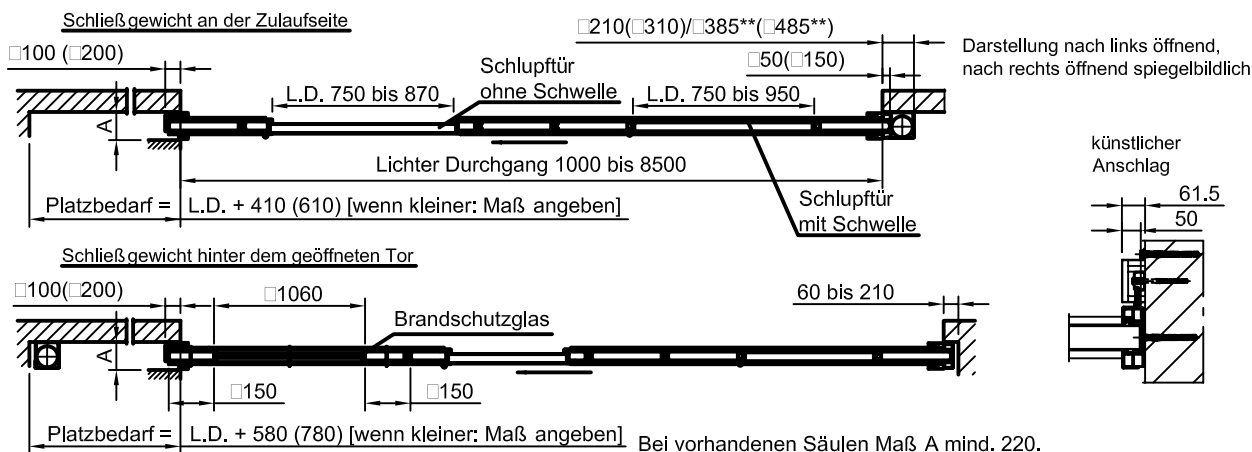 Schließgewicht an der Zulaufseite
□210(□310)/□385**(□485**)
□100 (□200)
□50(□150)
Darstellung nach links öffnend,
nach rechts öffnend spiegelbildlich
Schlupftür
ohne Schwelle
L.D. 750 bis 870
L.D. 750 bis 950
A
Lichter Durchgang 1000 bis 8500
künstlicher
Anschlag
Platzbedarf = L.D. + 410 (610) [wenn kleiner: Maß angeben]
Schlupftür
mit Schwelle
61.5
50
Schließgewicht hinter dem geöffneten Tor
□100(□200)
□1060
60 bis 210
Brandschutzglas
A
□150
□150
Platzbedarf = L.D. + 580 (780) [wenn kleiner: Maß angeben]
Bei vorhandenen Säulen Maß A mind. 220.